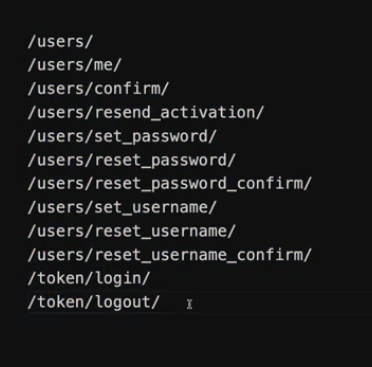 /users/
/users/me/
/users/confirm/
/users/resend_activation/
/users/set_password/
/users/reset_password/
/users/reset_password_confirm/
/users/set_username/
/users/reset_username/
/users/reset_username_confirm/
/token/login/
/token/logout/